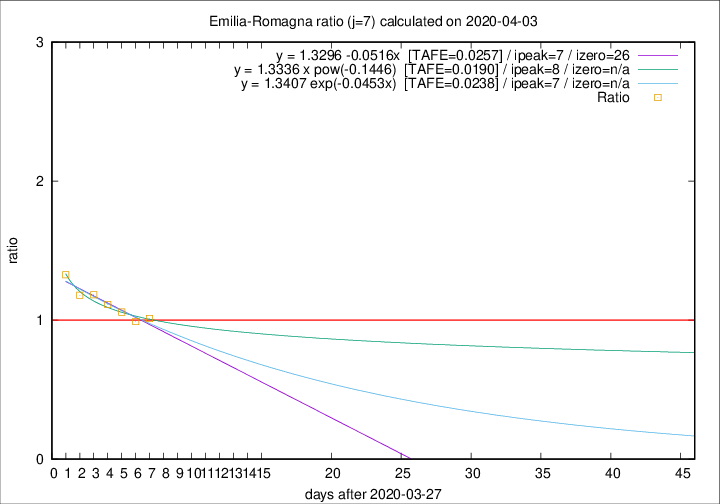 Emilia-Romagna ratio (j=7) calculated on 2020-04-03
y = 1.3296 -0.0516x [TAFE=0.0257] / ipeak=7 / izero=26
y = 1.3336 x pow(-0.1446) [TAFE=0.0190] / ipeak=8 / izero=n/a
y = 1.3407 exp(-0.0453x) [TAFE=0.0238] / ipeak=7 / izero=n/a
Ratio
3
2
1
0
ratio
0 1 2 3 4 5 6 7 8 9 10 11 12 13 14 15 20 25 30 35 40 45
days after 2020-03-27